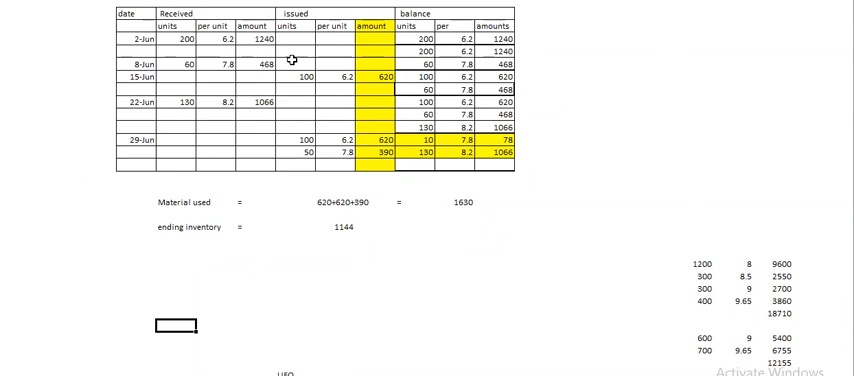 date Received issued balance
units per unit amount units per unit amount units per amounts
2-Jun 200 6.2 1240 200 6.2 1240
200 6.2 1240
8-Jun 60 7.8 468 60 7.8 468
15-Jun 100 6.2 620 100 6.2 620
60 7.8 468
22-Jun 130 8.2 1066 100 6.2 620
60 7.8 468
130 8.2 1066
29-Jun 100 6.2 620 10 7.8 78
50 7.8 390 130 8.2 1066
Material used = 620+620+390 = 1630
ending inventory = 1144
1200 8 9600
300 8.5 2550
300 9 2700
400 9.65 3860
18710
600 9 5400
700 9.65 6755
12155
Activate Windows